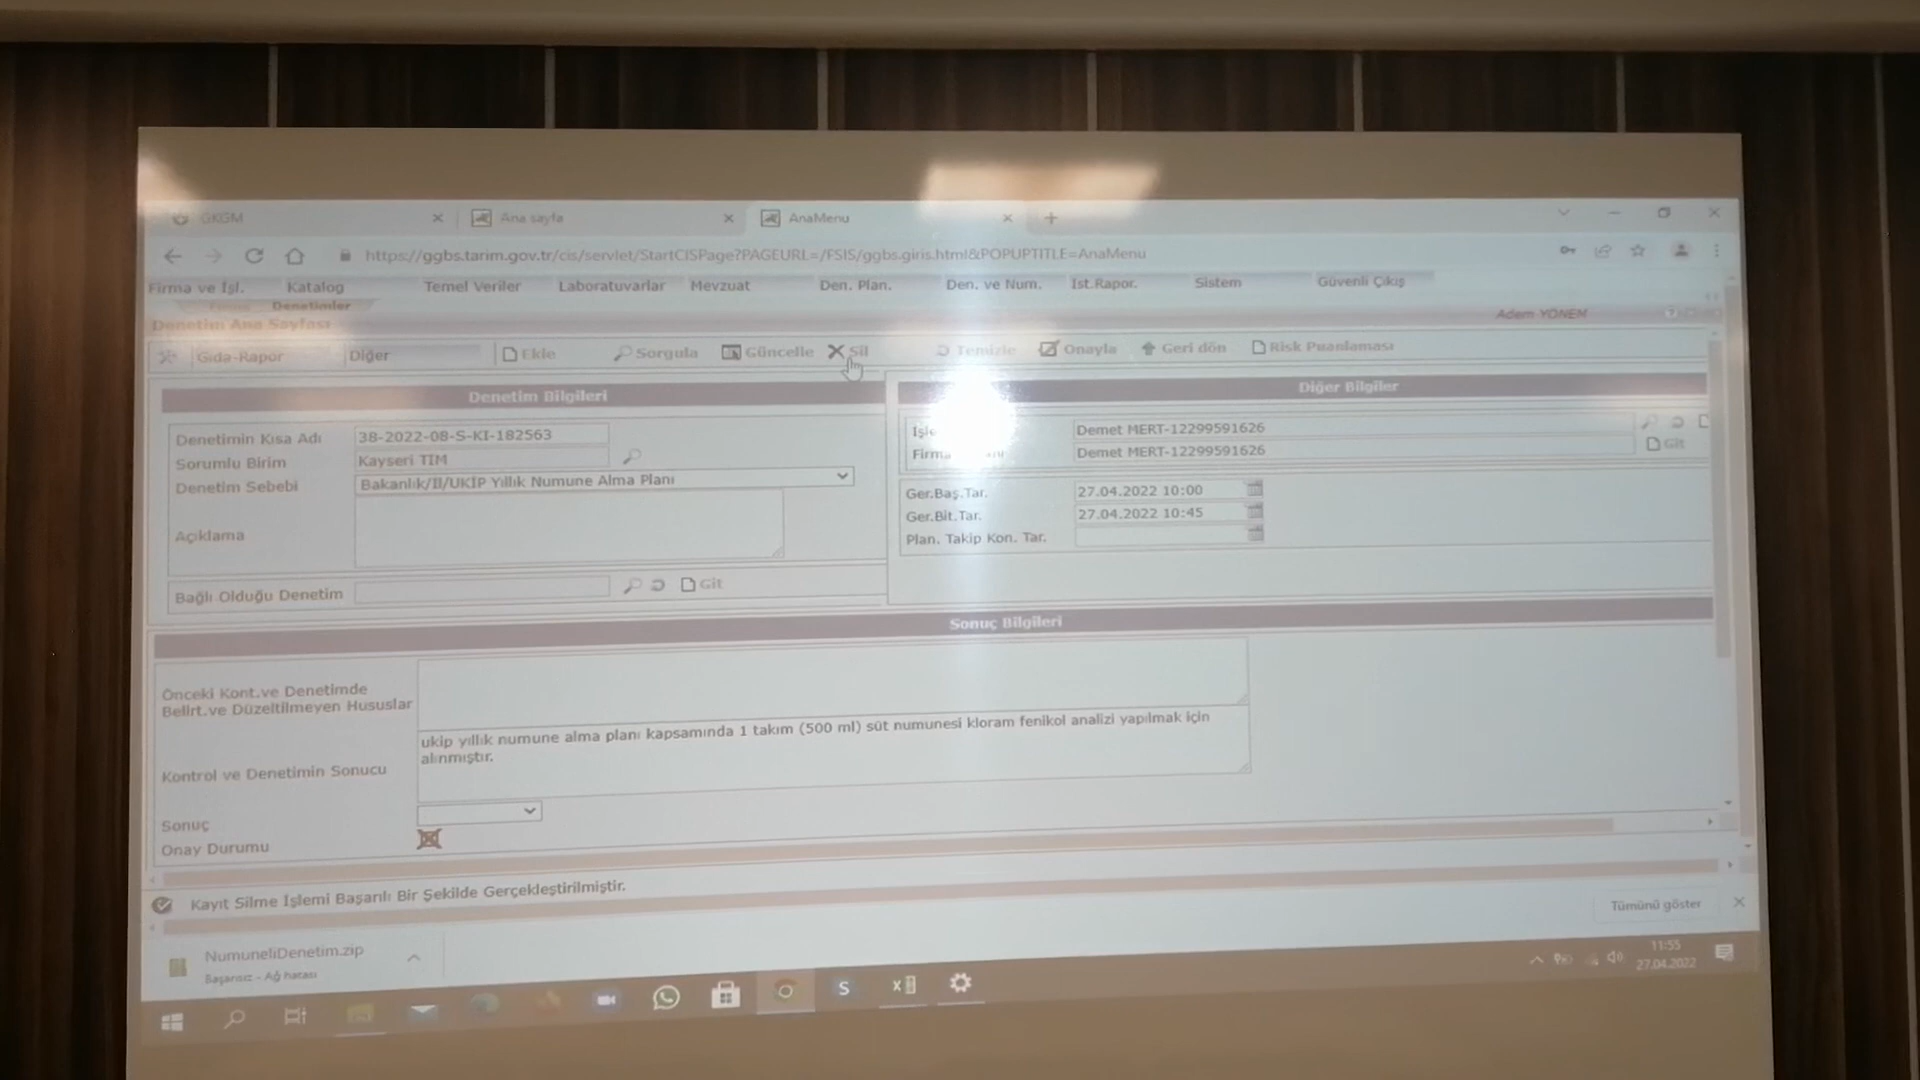 GKGM
Ana sayfa
AnaMenu
https://ggbs.tarim.gov.tr/cis/servlet/StartCISPage?PAGEURL=/FSIS/ggbs.giris.html&POPUPTITLE=AnaMenu
Firma ve İşl. Katalog Temel Veriler Laboratuvarlar Mevzuat Den. Plan. Den. ve Num. İst.Rapor. Sistem Güvenli Çıkış
Denetimler
Denetim Ana Sayfası
Adem YÖNEM
Gıda-Rapor Diğer Ekle Sorgula Güncelle Sil Temizle Onayla Geri dön Risk Puanlaması
Denetim Bilgileri
Diğer Bilgiler
Denetimin Kısa Adı 38-2022-08-S-KI-182563
Sorumlu Birim Kayseri TIM
Denetim Sebebi Bakanlık/İl/UKİP Yıllık Numune Alma Planı
Açıklama
Bağlı Olduğu Denetim Git
Demet MERT-12299591626
Demet MERT-12299591626
Git
Ger.Baş.Tar. 27.04.2022 10:00
Ger.Bit.Tar. 27.04.2022 10:45
Plan. Takip Kon. Tar.
Sonuç Bilgileri
Önceki Kont.ve Denetimde
Belirt.ve Düzeltilmeyen Hususlar
ukip yıllık numune alma planı kapsamında 1 takım (500 ml) süt numunesi kloram fenikol analizi yapılmak için
alınmıştır.
Kontrol ve Denetimin Sonucu
Sonuç
Onay Durumu
Kayıt Silme İşlemi Başarılı Bir Şekilde Gerçekleştirilmiştir.
NumuneliDenetim.zip
Başarısız - Ağ hatası
Tümünü göster
11:55
27.04.2022